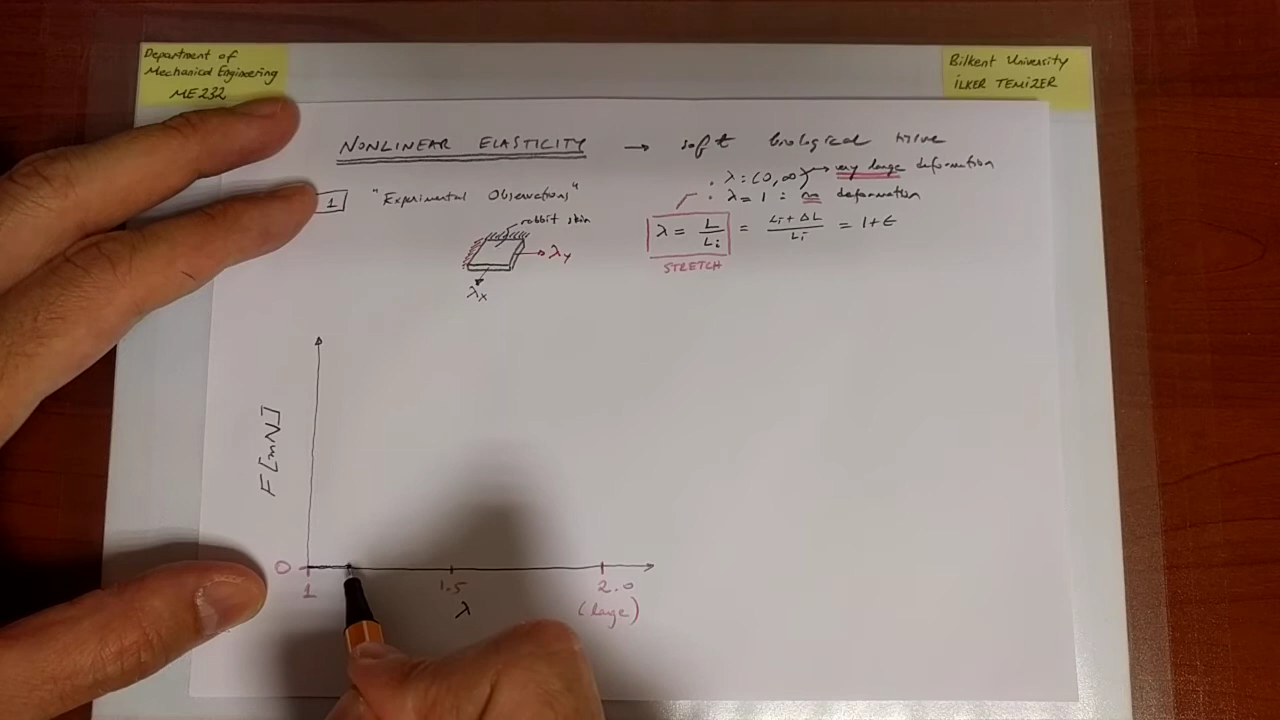 Department of
Mechanical Engineering
ME232
Bilkent University
İLKER TEMİZER
NONLINEAR ELASTICITY → soft biological tissue
1 "Experimental Observations"
rabbit skin
λy
λx
• λ: (0,∞) → very large deformation
• λ = 1 : no deformation
λ = L/Li = Li + ΔL/Li = 1+ε
STRETCH
F [mN]
0
1 1.5 2.0
λ (large)